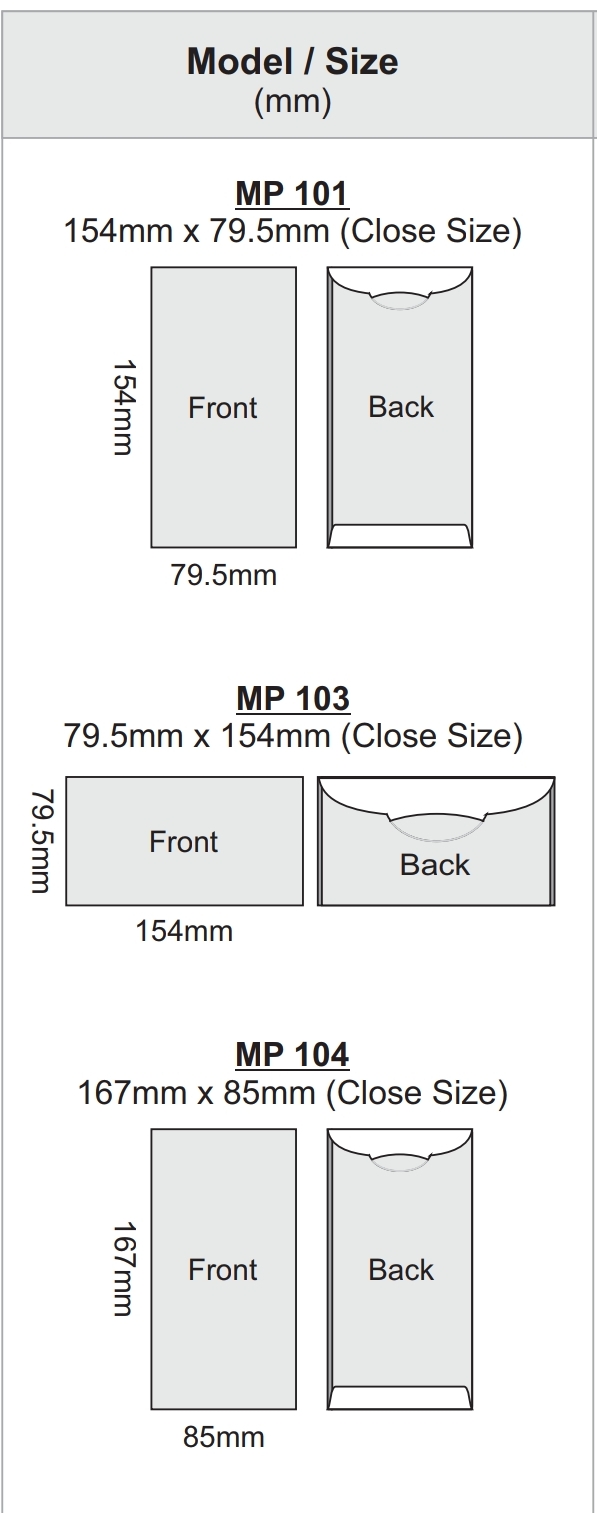 Model / Size
(mm)
MP 101
154mm x 79.5mm (Close Size)
154mm
Front
Back
79.5mm
MP 103
79.5mm x 154mm (Close Size)
79.5mm
Front
Back
154mm
MP 104
167mm x 85mm (Close Size)
167mm
Front
Back
85mm